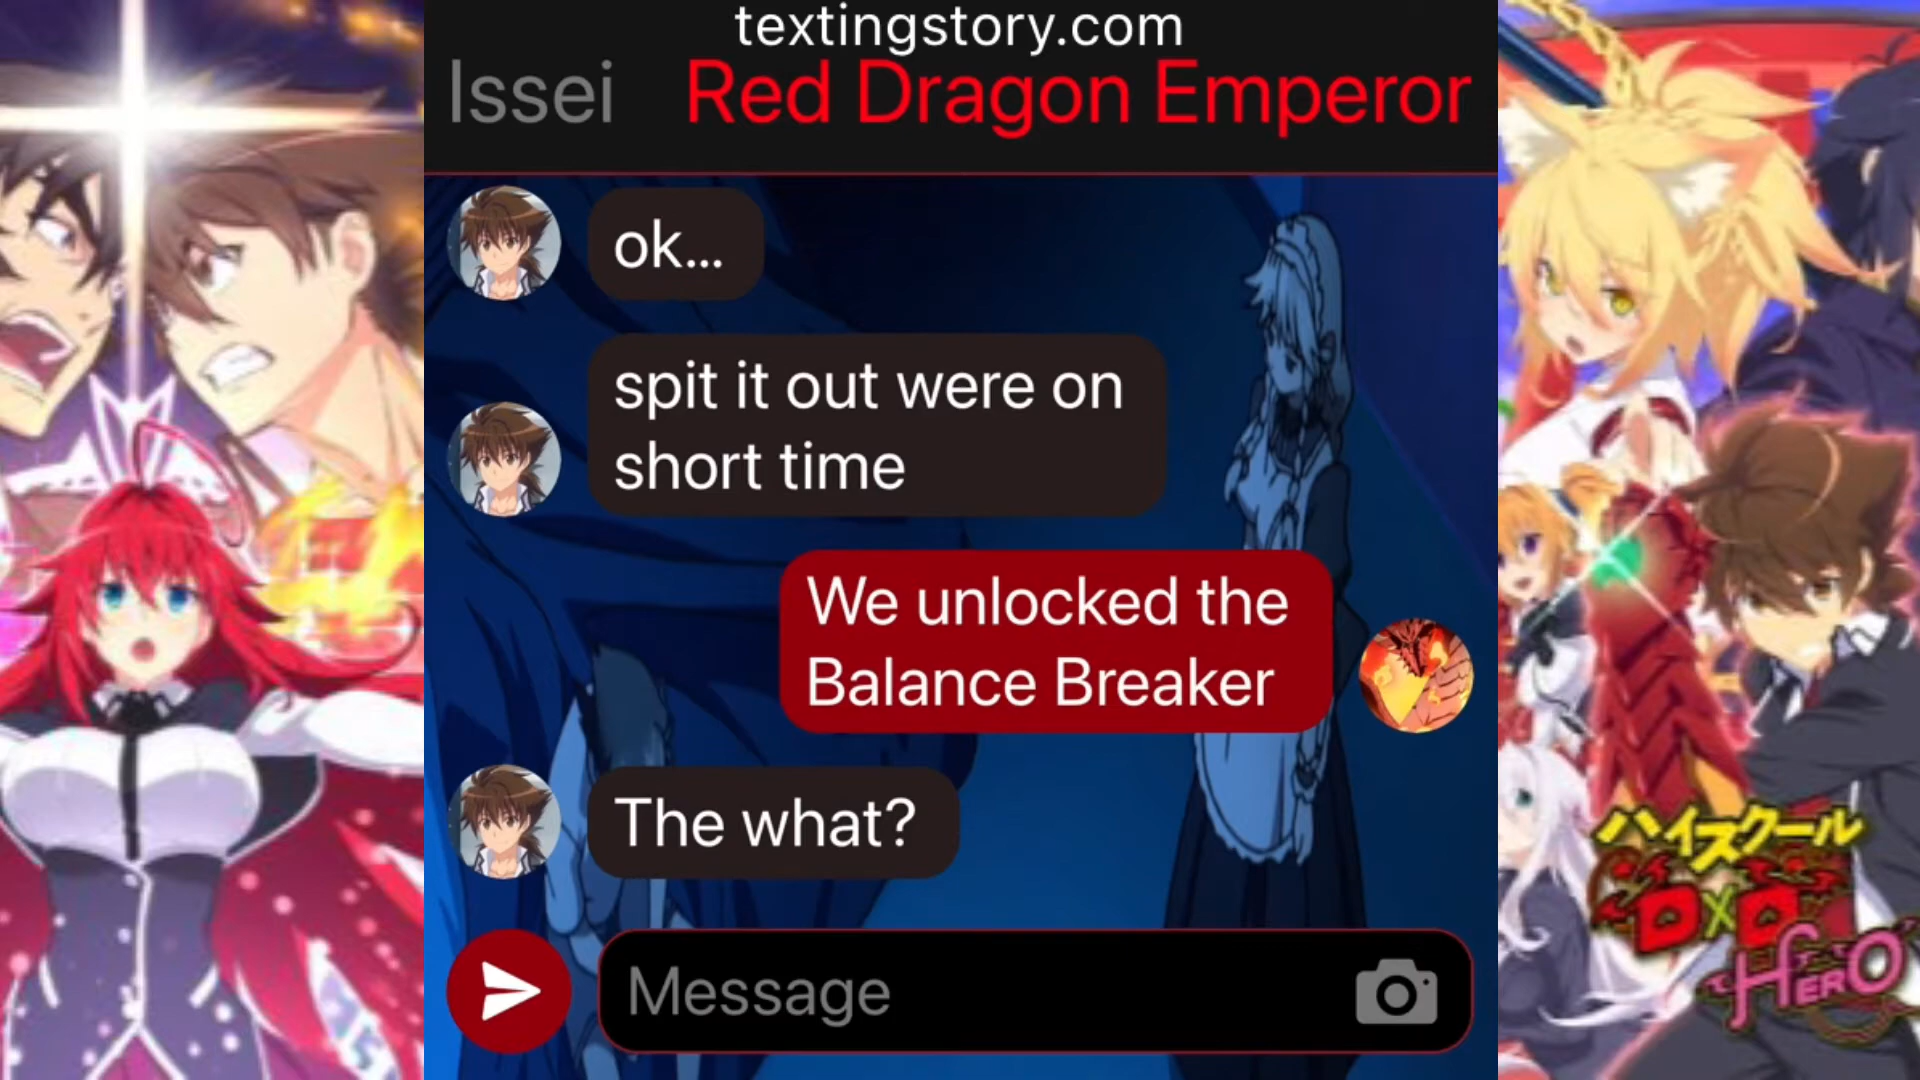 textingstory.com
Issei Red Dragon Emperor
ok...
spit it out were on
short time
We unlocked the
Balance Breaker
The what?
Message
ハイスクール
D×D
HERO